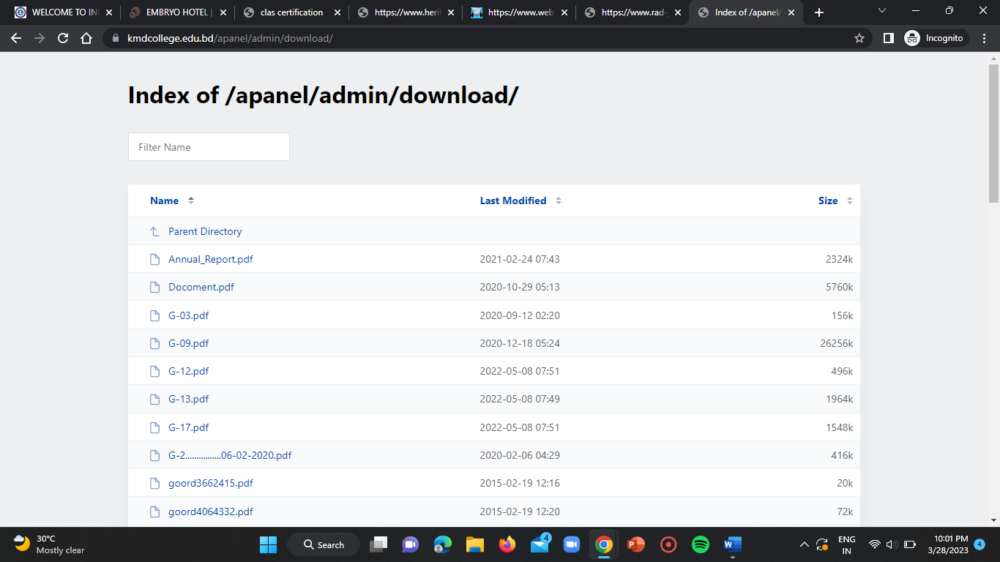 WELCOME TO IN
EMBRYO HOTEL |
clas certification
https://www.herit
https://www.web
https://www.rad-
Index of /apanel/
kmdcollege.edu.bd/apanel/admin/download/
Incognito
Index of /apanel/admin/download/
Filter Name
Name Last Modified Size
Parent Directory
Annual_Report.pdf 2021-02-24 07:43 2324k
Docoment.pdf 2020-10-29 05:13 5760k
G-03.pdf 2020-09-12 02:20 156k
G-09.pdf 2020-12-18 05:24 26256k
G-12.pdf 2022-05-08 07:51 496k
G-13.pdf 2022-05-08 07:49 1964k
G-17.pdf 2022-05-08 07:51 1548k
G-2................06-02-2020.pdf 2020-02-06 04:29 416k
goord3662415.pdf 2015-02-19 12:16 20k
goord4064332.pdf 2015-02-19 12:20 72k
30°C
Mostly clear
Search
4
ENG
IN
10:01 PM
3/28/2023
4